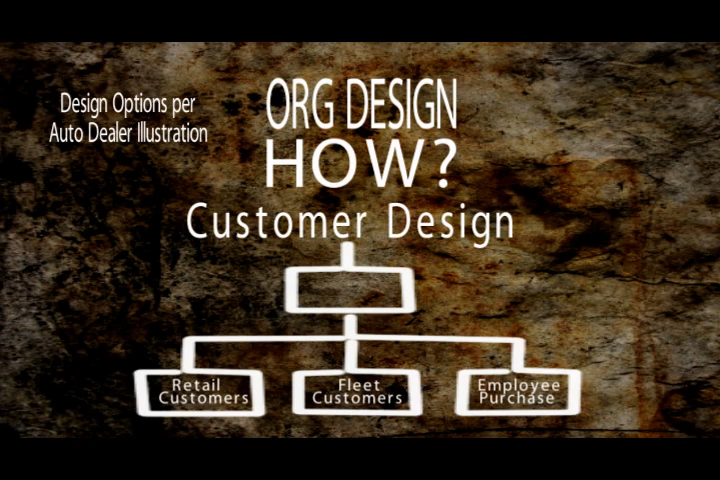 Design Options per
Auto Dealer Illustration
ORG DESIGN
HOW?
Customer Design
Retail
Customers
Fleet
Customers
Employee
Purchase